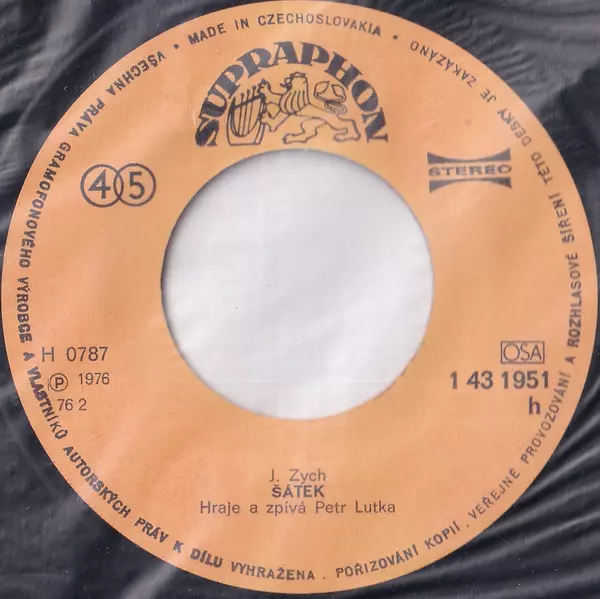 VŠECHNA PRÁVA GRAMOFONOVÉHO VÝROBCE A VLASTNÍKŮ AUTORSKÝCH PRÁV K DÍLU VYHRAŽENA. POŘIZOVÁNÍ KOPIÍ, VEŘEJNÉ PROVOZOVÁNÍ A ROZHLASOVÉ ŠÍŘENÍ TÉTO DESKY JE ZAKÁZÁNO • MADE IN CZECHOSLOVAKIA •
SUPRAPHON
45
STEREO
H 0787
P 1976
76 2
OSA
1 43 1951
h
J. Zych
ŠÁTEK
Hraje a zpívá Petr Lutka